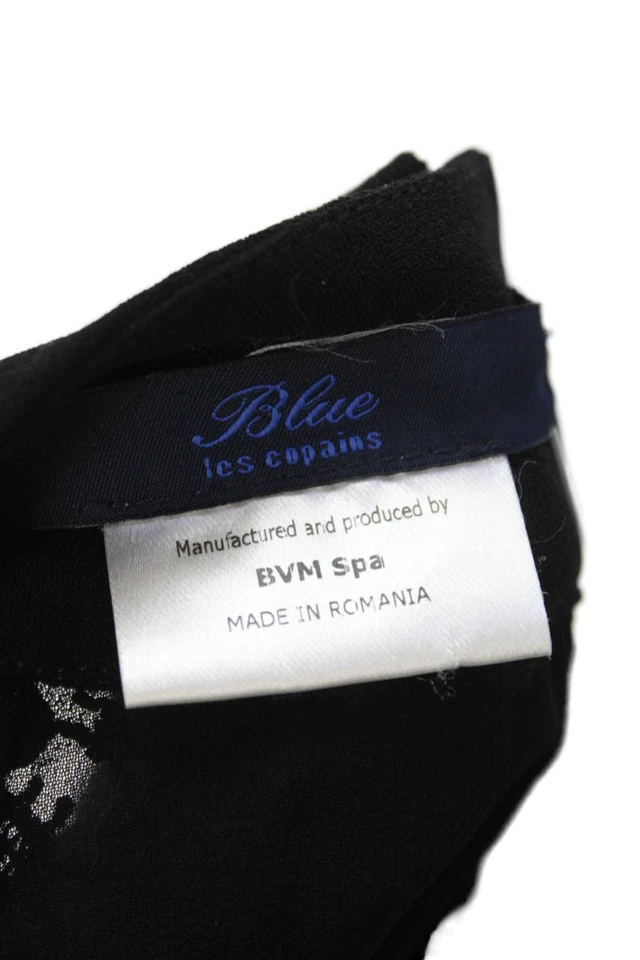 Blue
les copains
Manufactured and produced by
BVM Spa
MADE IN ROMANIA